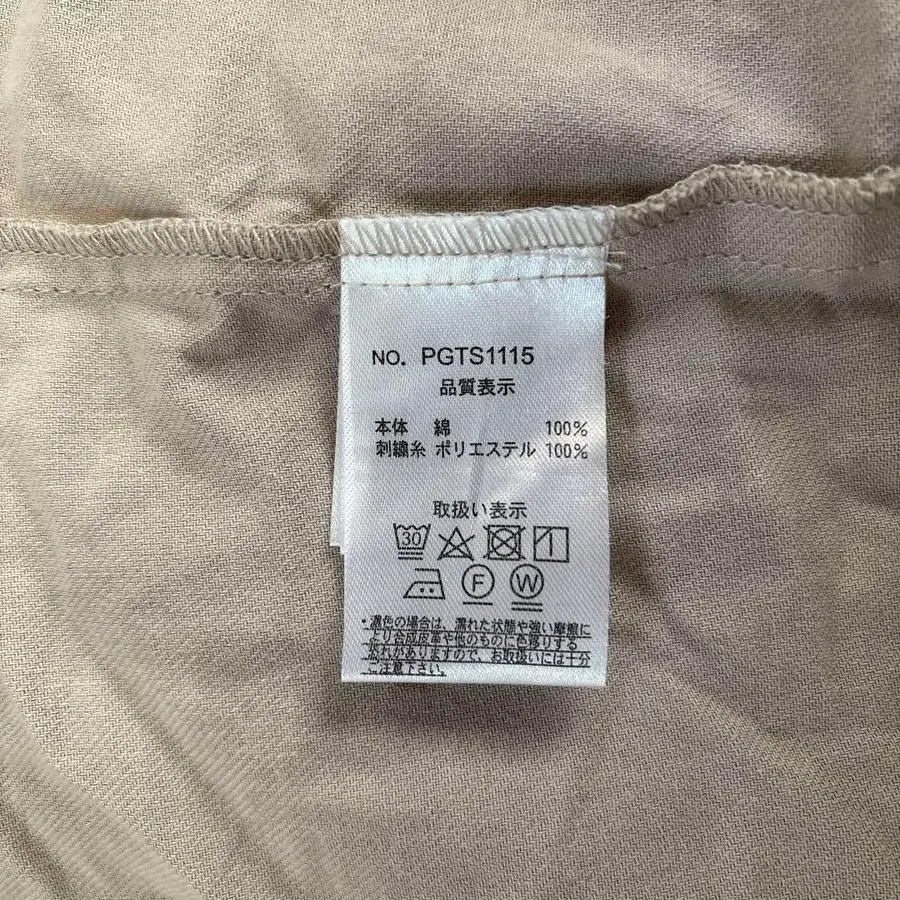 NO. PGTS1115
品質表示
本体 綿 100%
刺繍糸 ポリエステル 100%
取扱い表示
30
F W
・濃色の場合は、濡れた状態や強い摩擦に
より合成皮革や他のものに色移りする
恐れがありますので、お取扱いには十分
ご注意下さい。